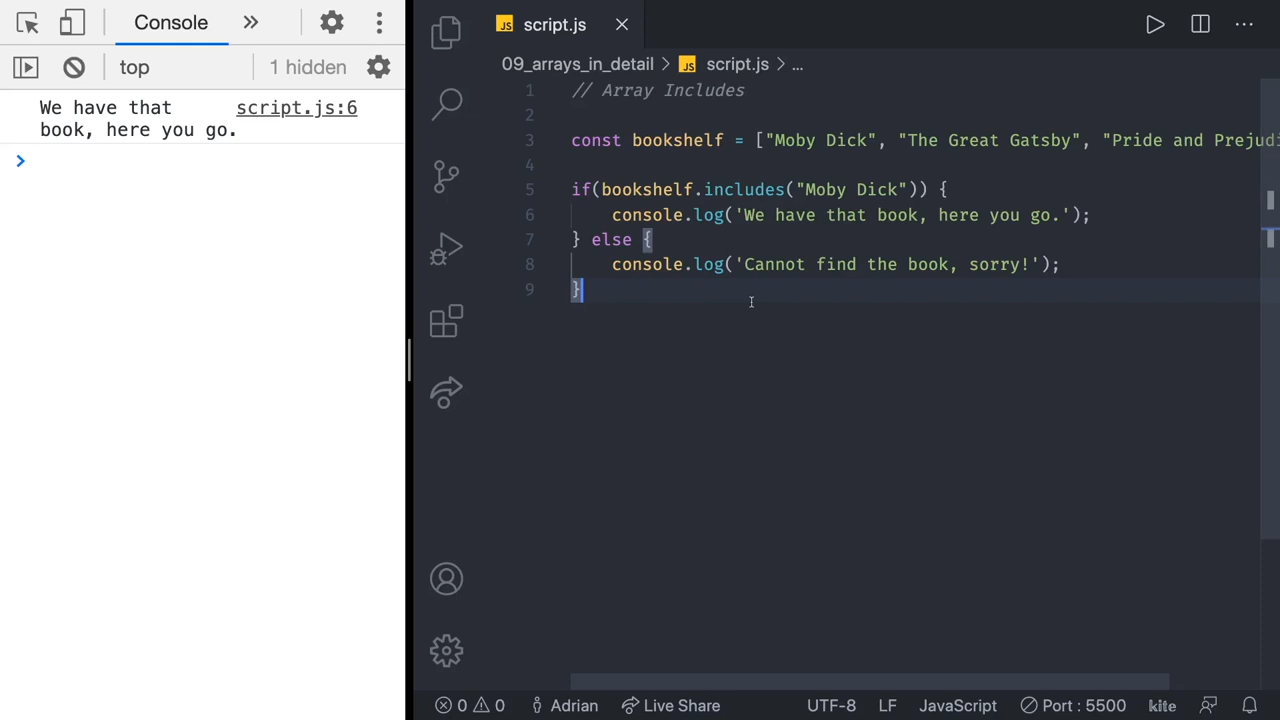 Console
top
1 hidden
We have that
script.js:6
book, here you go.
JS script.js
09_arrays_in_detail > JS script.js > ...
1 // Array Includes
2
3 const bookshelf = ["Moby Dick", "The Great Gatsby", "Pride and Prejudi
4
5 if(bookshelf.includes("Moby Dick")) {
6 console.log('We have that book, here you go.');
7 } else {
8 console.log('Cannot find the book, sorry!');
9 }
0 0 Adrian Live Share UTF-8 LF JavaScript Port : 5500 kite